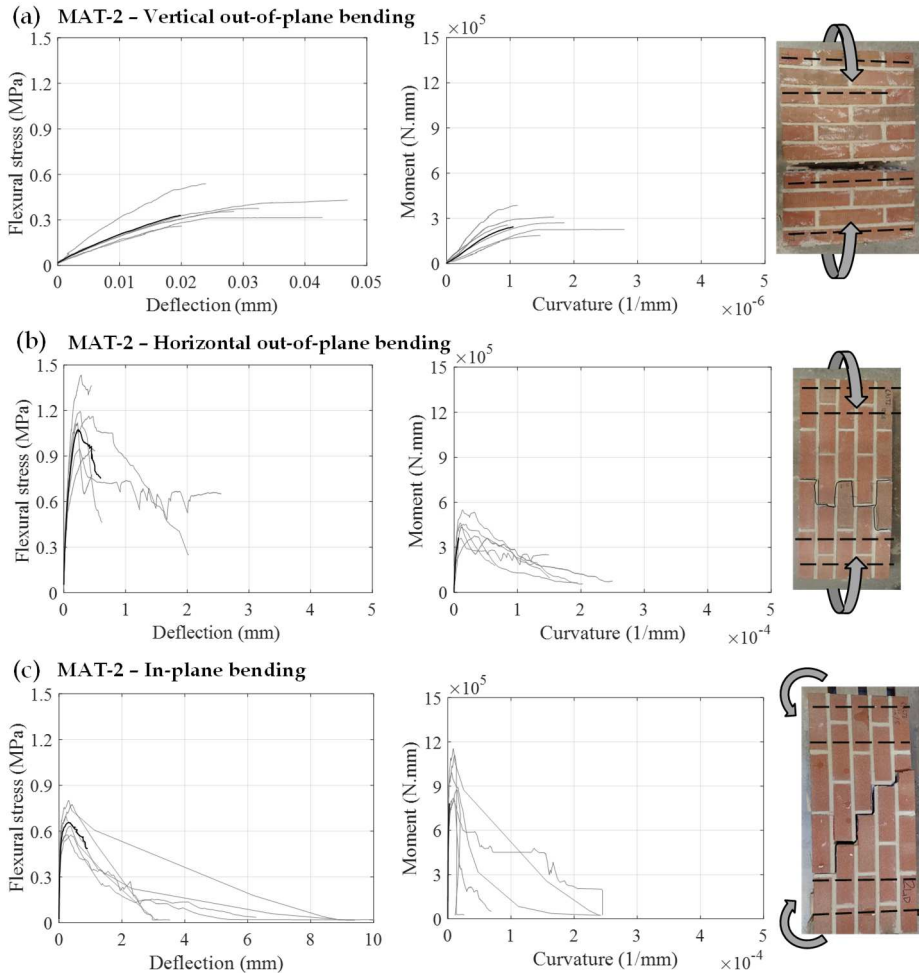 (a) MAT-2 – Vertical out-of-plane bending
1.5
1.2
0.9
0.6
0.3
0
Flexural stress (MPa)
0 0.01 0.02 0.03 0.04 0.05
Deflection (mm)
×10⁵
15
12
9
6
3
0
Moment (N.mm)
0 1 2 3 4 5
Curvature (1/mm)
×10⁻⁶
(b) MAT-2 – Horizontal out-of-plane bending
1.5
1.2
0.9
0.6
0.3
0
Flexural stress (MPa)
0 1 2 3 4 5
Deflection (mm)
×10⁵
15
12
9
6
3
0
Moment (N.mm)
0 1 2 3 4 5
Curvature (1/mm)
×10⁻⁴
(c) MAT-2 – In-plane bending
1.5
1.2
0.9
0.6
0.3
0
Flexural stress (MPa)
0 2 4 6 8 10
Deflection (mm)
×10⁵
15
12
9
6
3
0
Moment (N.mm)
0 1 2 3 4 5
Curvature (1/mm)
×10⁻⁴